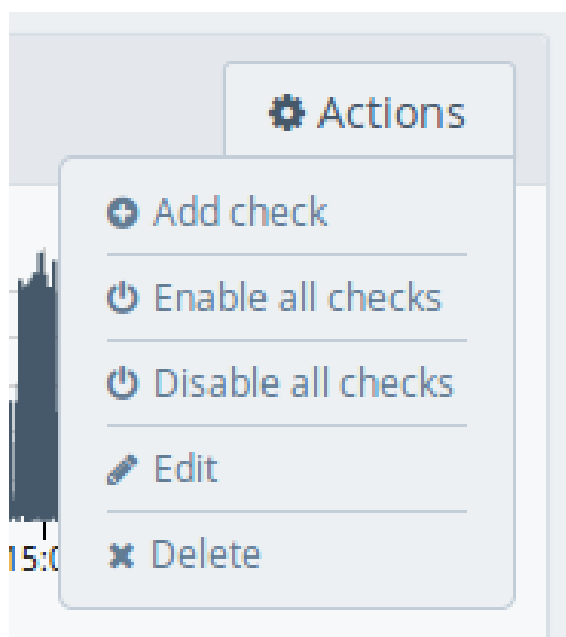 Actions
Add check
Enable all checks
Disable all checks
Edit
Delete